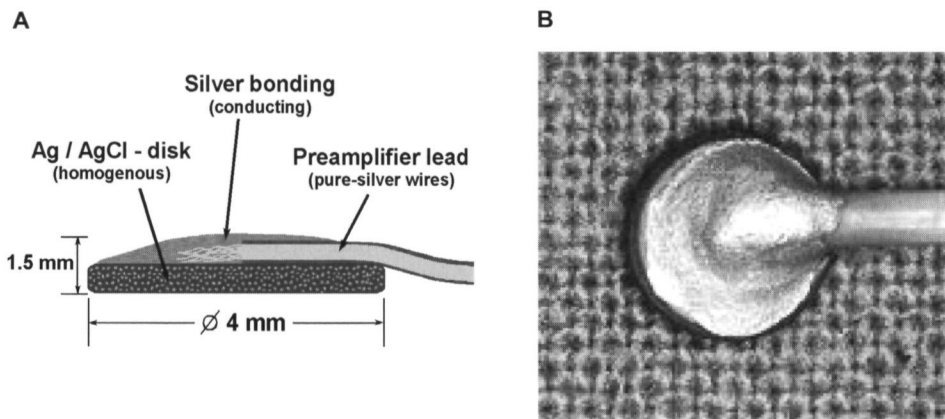 A
B
Silver bonding
(conducting)
Ag / AgCl - disk
(homogenous)
Preamplifier lead
(pure-silver wires)
1.5 mm
∅ 4 mm